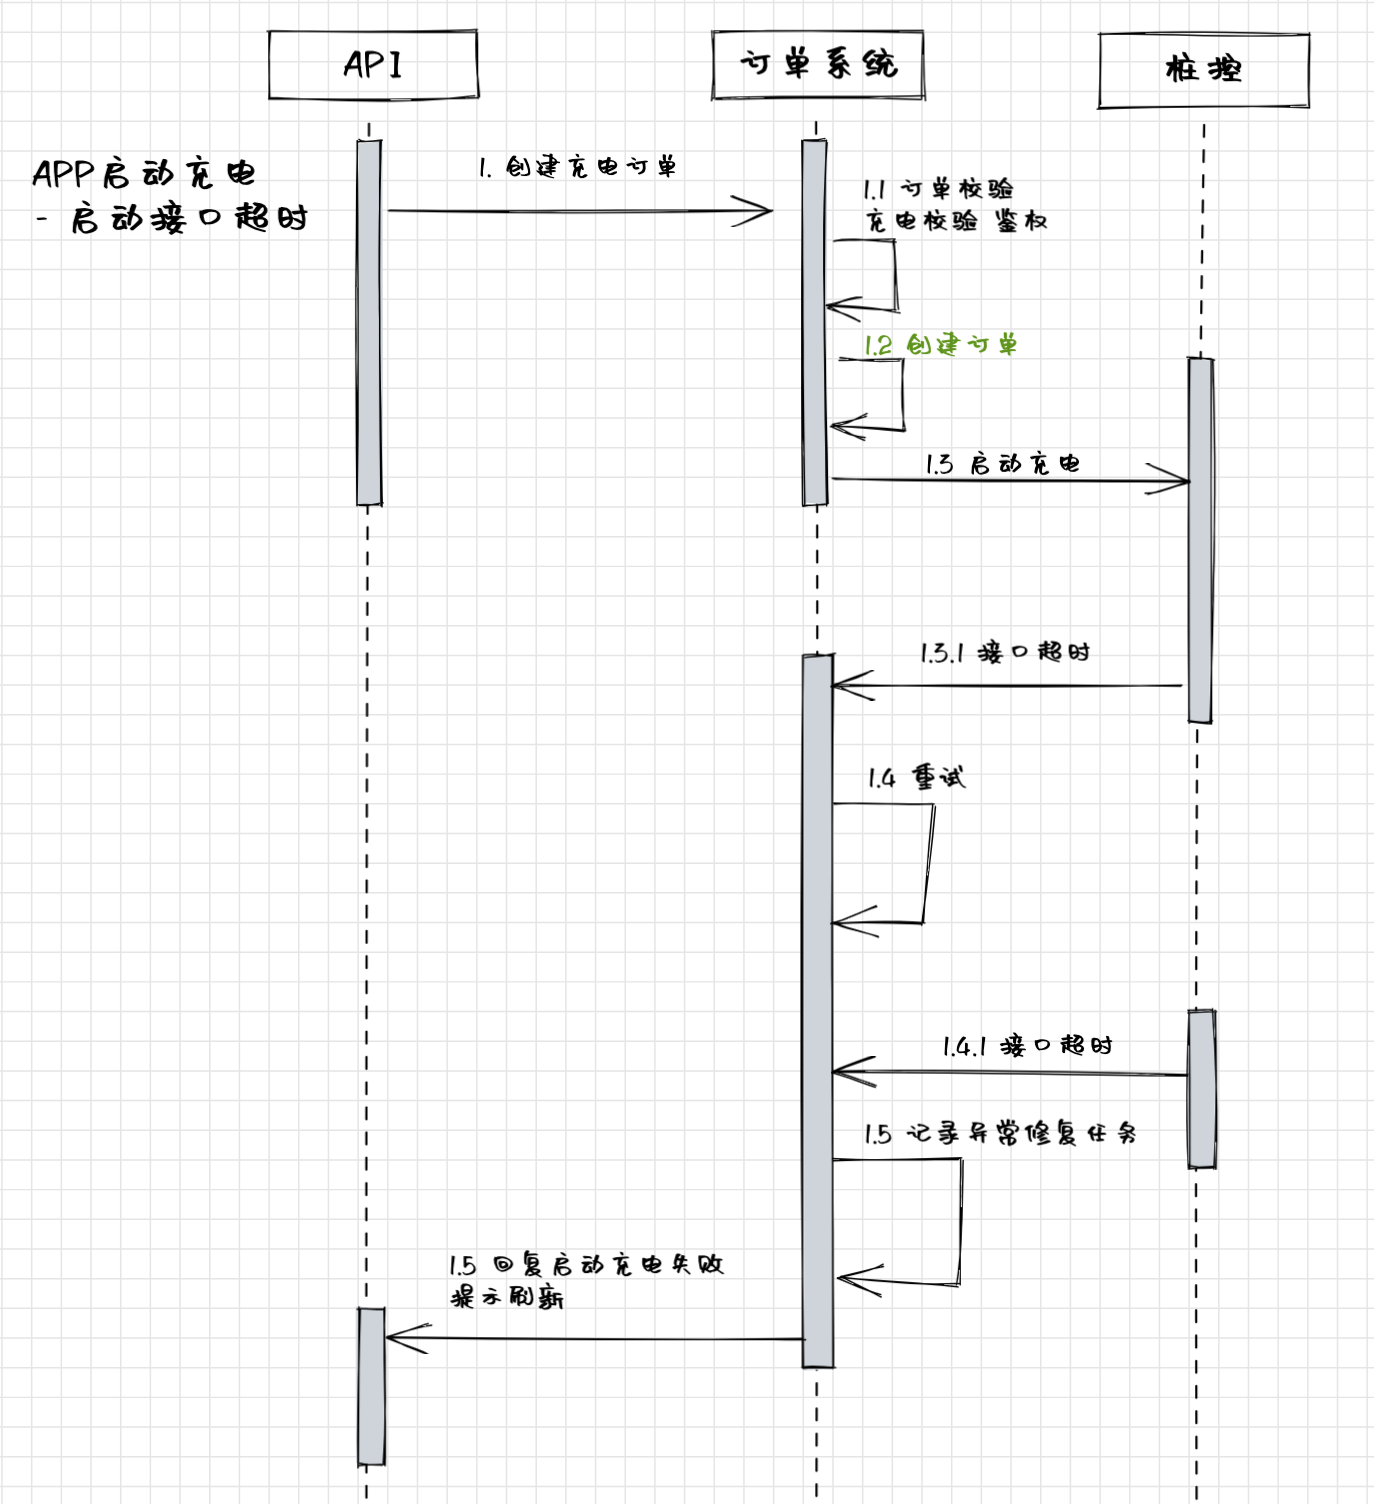 API
订单系统
桩控
APP启动充电
- 启动接口超时
1. 创建充电订单
1.1 订单校验
充电校验 鉴权
1.2 创建订单
1.3 启动充电
1.3.1 接口超时
1.4 重试
1.4.1 接口超时
1.5 记录异常修复任务
1.5 回复启动充电失败
提示刷新